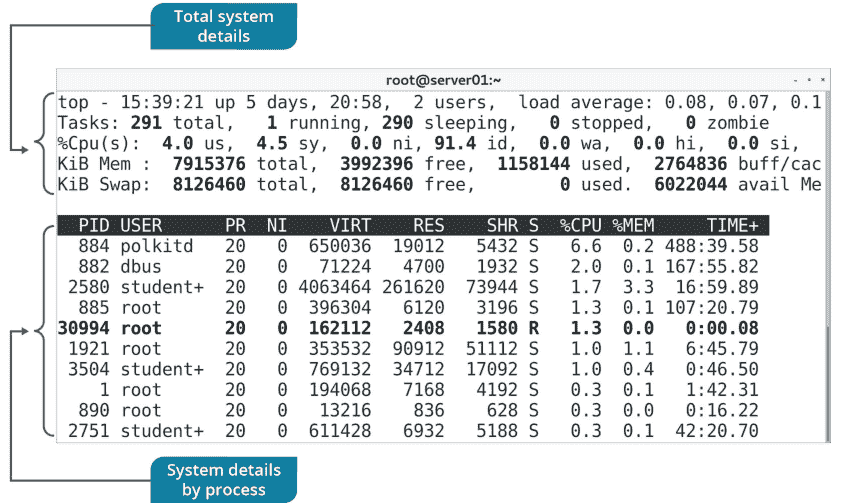 Total system
details
root@server01:~
top - 15:39:21 up 5 days, 20:58, 2 users, load average: 0.08, 0.07, 0.1
Tasks: 291 total, 1 running, 290 sleeping, 0 stopped, 0 zombie
%Cpu(s): 4.0 us, 4.5 sy, 0.0 ni, 91.4 id, 0.0 wa, 0.0 hi, 0.0 si,
KiB Mem : 7915376 total, 3992396 free, 1158144 used, 2764836 buff/cac
KiB Swap: 8126460 total, 8126460 free, 0 used. 6022044 avail Me
PID USER PR NI VIRT RES SHR S %CPU %MEM TIME+
884 polkitd 20 0 650036 19012 5432 S 6.6 0.2 488:39.58
882 dbus 20 0 71224 4700 1932 S 2.0 0.1 167:55.82
2580 student+ 20 0 4063464 261620 73944 S 1.7 3.3 16:59.89
885 root 20 0 396304 6120 3196 S 1.3 0.1 107:20.79
30994 root 20 0 162112 2408 1580 R 1.3 0.0 0:00.08
1921 root 20 0 353532 90912 51112 S 1.0 1.1 6:45.79
3504 student+ 20 0 769132 34712 17092 S 1.0 0.4 0:46.50
1 root 20 0 194068 7168 4192 S 0.3 0.1 1:42.31
890 root 20 0 13216 836 628 S 0.3 0.0 0:16.22
2751 student+ 20 0 611428 6932 5188 S 0.3 0.1 42:20.70
System details
by process